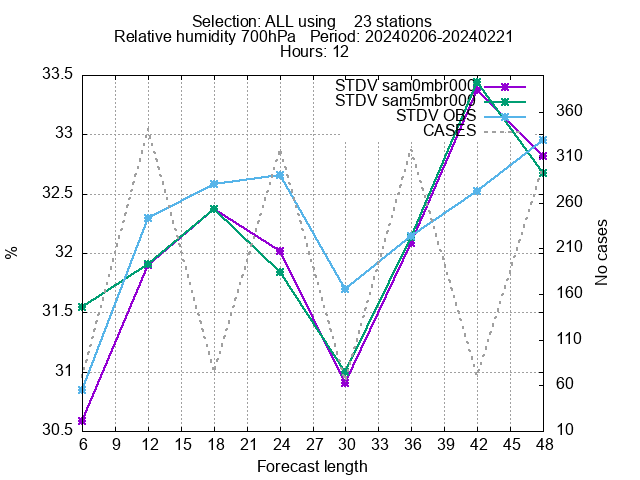 Selection: ALL using 23 stations
Relative humidity 700hPa Period: 20240206-20240221
Hours: 12
STDV sam0mbr000
STDV sam5mbr000
STDV OBS
CASES
33.5
33
32.5
32
31.5
31
30.5
%
360
310
260
210
160
110
60
10
No cases
6 9 12 15 18 21 24 27 30 33 36 39 42 45 48
Forecast length